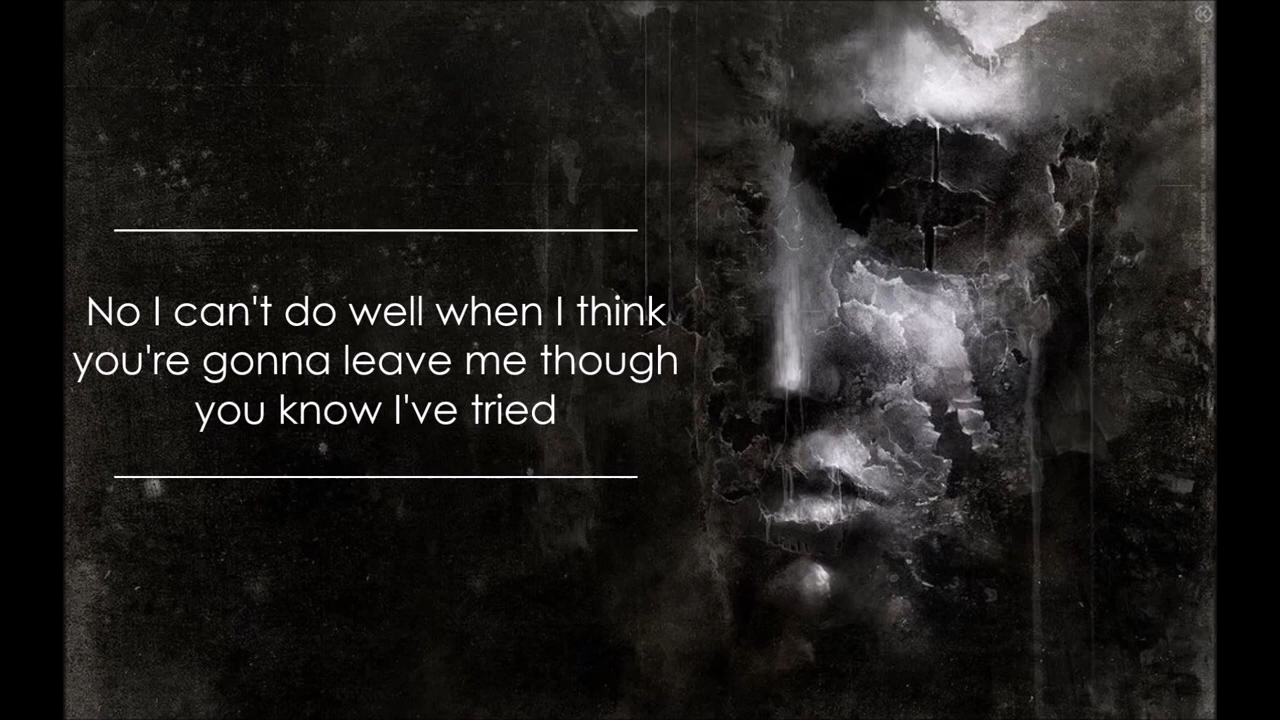 No I can't do well when I think
you're gonna leave me though
you know I've tried